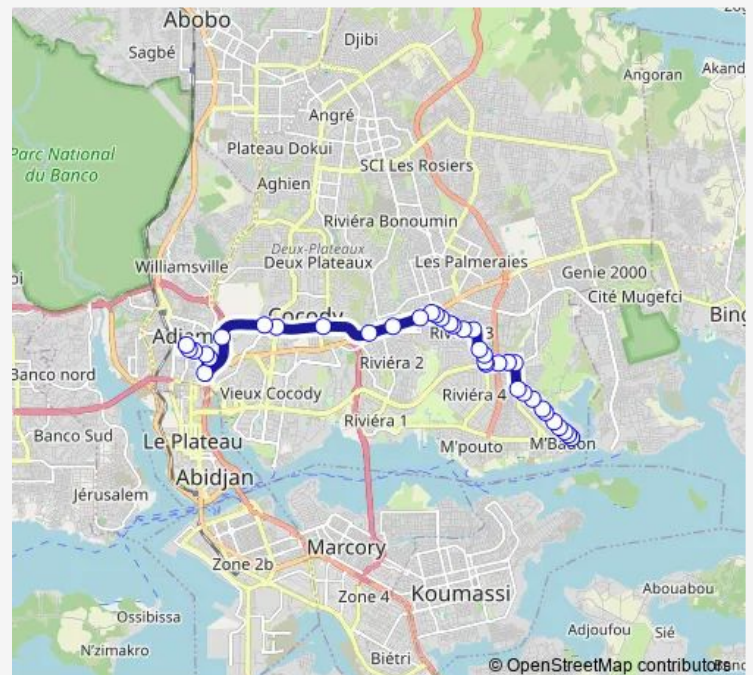 Abobo
Djibi
Sagbé
Angoran
Akand
Angré
Plateau Dokui
SCI Les Rosiers
Parc National
du Banco
Aghien
Riviéra Bonoumin
Deux-Plateaux
Deux Plateaux
Les Palmeraies
Williamsville
Genie 2000
Cité Mugefci
Cocody
Bing
Adjam
3
Riviéra 2
Banco nord
Vieux Cocody
Riviéra 4
Riviéra 1
Banco Sud
Le Plateau
M'pouto
M'Badon
Abidjan
Jérusalem
Marcory
Zone 2b
Koumassi
Zone 4
Abouabou
Ossibissa
Adjoufou
Sié
N'zimakro
Biétri
© OpenStreetMap contributors